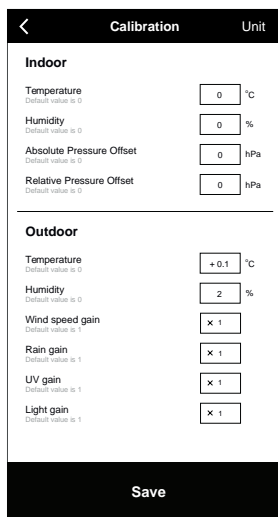 Calibration Unit
Indoor
Temperature 0 °C
Default value is 0
Humidity 0 %
Default value is 0
Absolute Pressure Offset 0 hPa
Default value is 0
Relative Pressure Offset 0 hPa
Default value is 0
Outdoor
Temperature + 0.1 °C
Default value is 0
Humidity 2 %
Default value is 0
Wind speed gain × 1
Default value is 1
Rain gain × 1
Default value is 1
UV gain × 1
Default value is 1
Light gain × 1
Default value is 1
Save